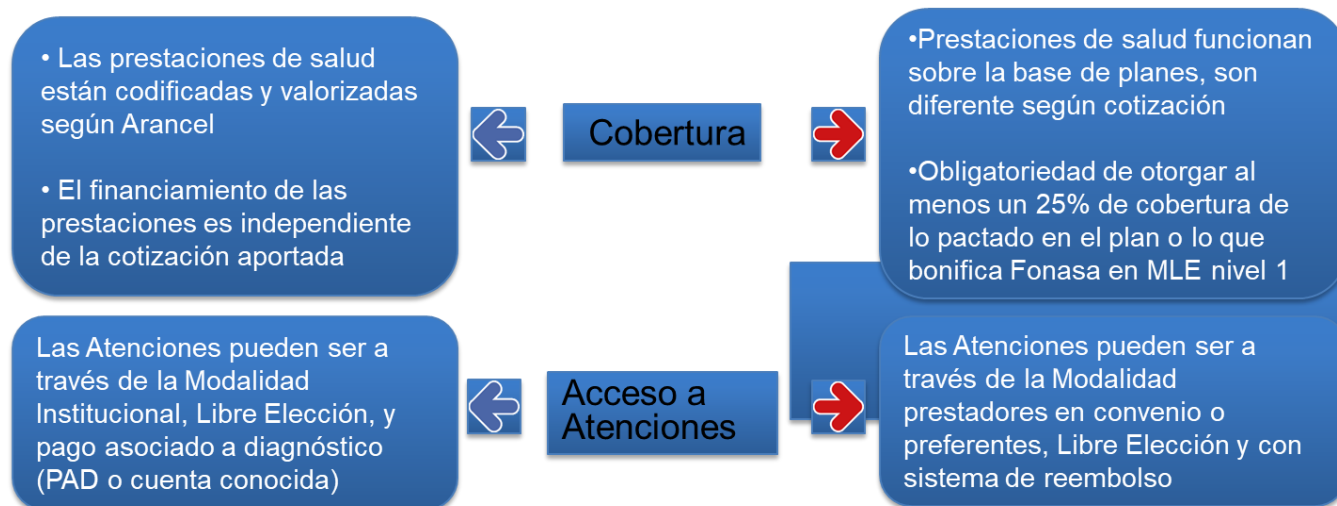 • Las prestaciones de salud
están codificadas y valorizadas
según Arancel
• El financiamiento de las
prestaciones es independiente
de la cotización aportada
Cobertura
•Prestaciones de salud funcionan
sobre la base de planes, son
diferente según cotización
•Obligatoriedad de otorgar al
menos un 25% de cobertura de
lo pactado en el plan o lo que
bonifica Fonasa en MLE nivel 1
Las Atenciones pueden ser a
través de la Modalidad
Institucional, Libre Elección, y
pago asociado a diagnóstico
(PAD o cuenta conocida)
Acceso a
Atenciones
Las Atenciones pueden ser a
través de la Modalidad
prestadores en convenio o
preferentes, Libre Elección y con
sistema de reembolso